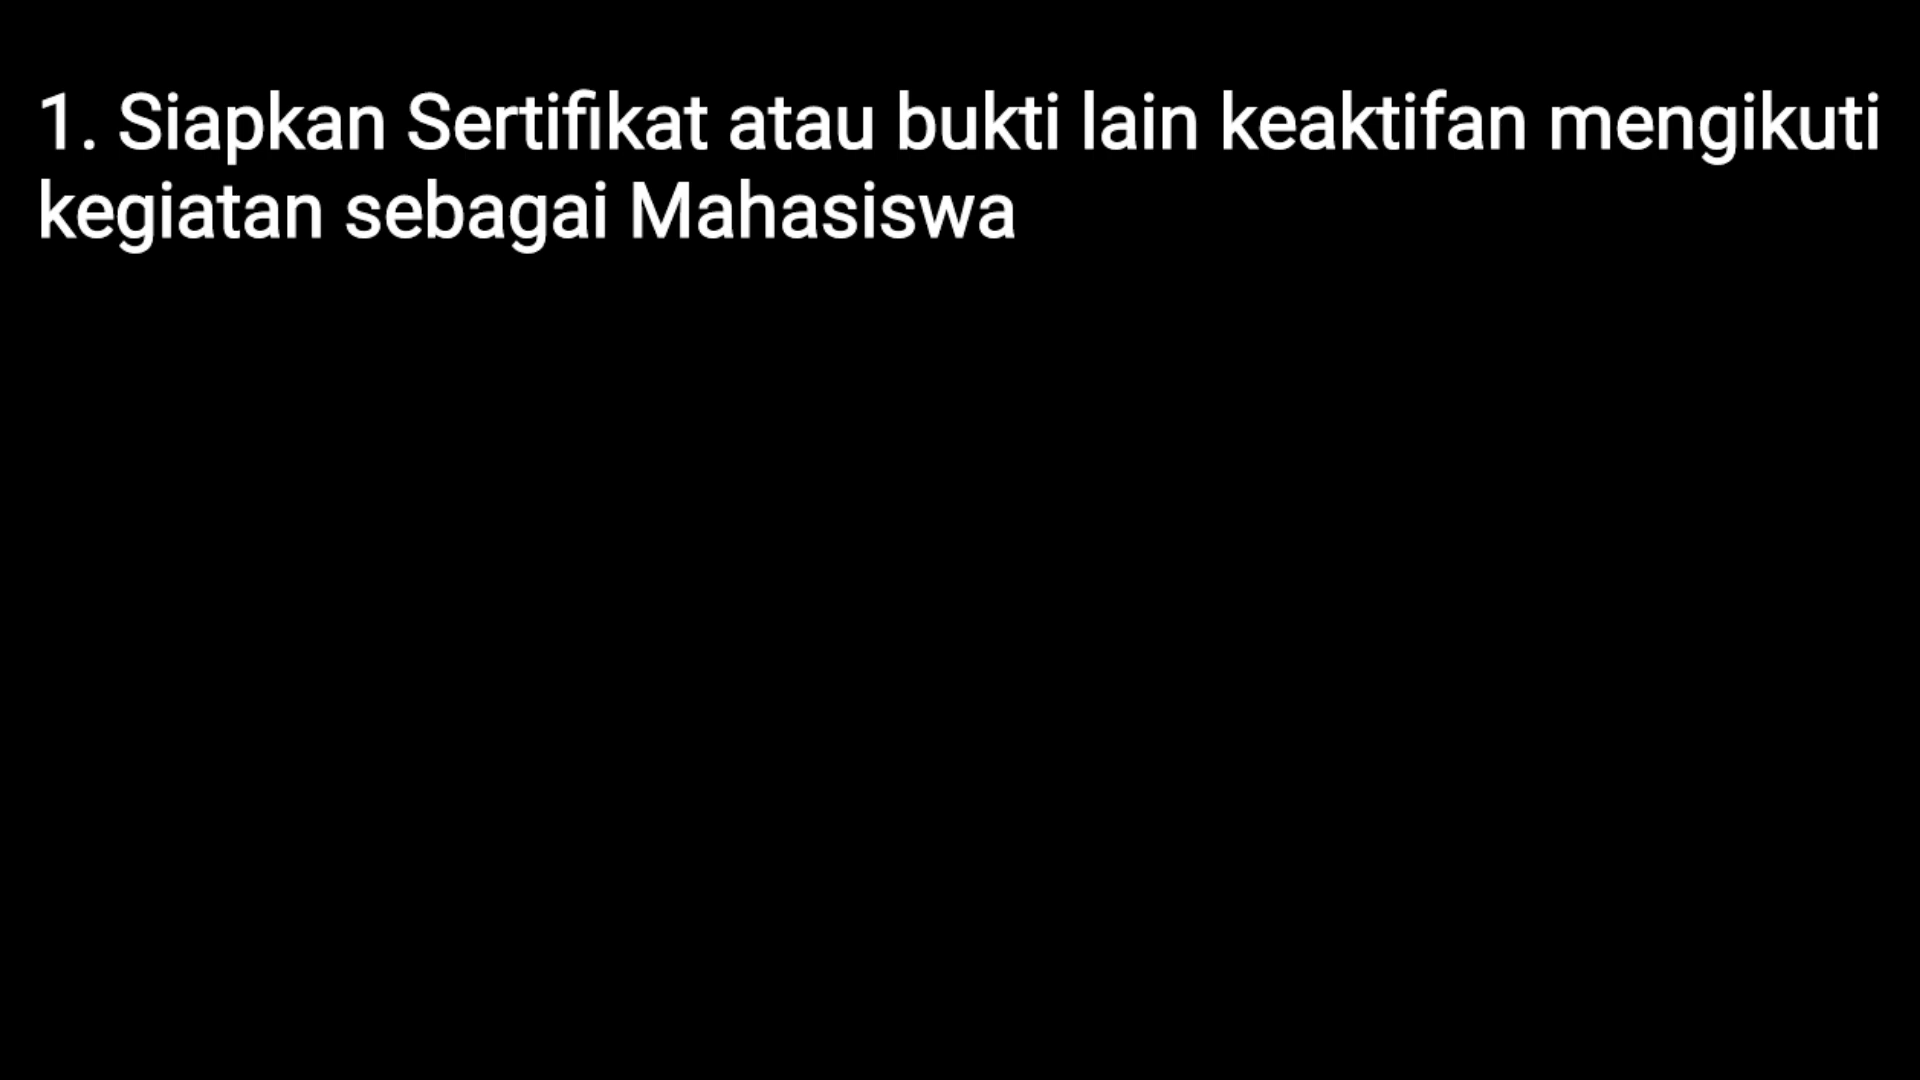 1. Siapkan Sertifikat atau bukti lain keaktifan mengikuti
kegiatan sebagai Mahasiswa